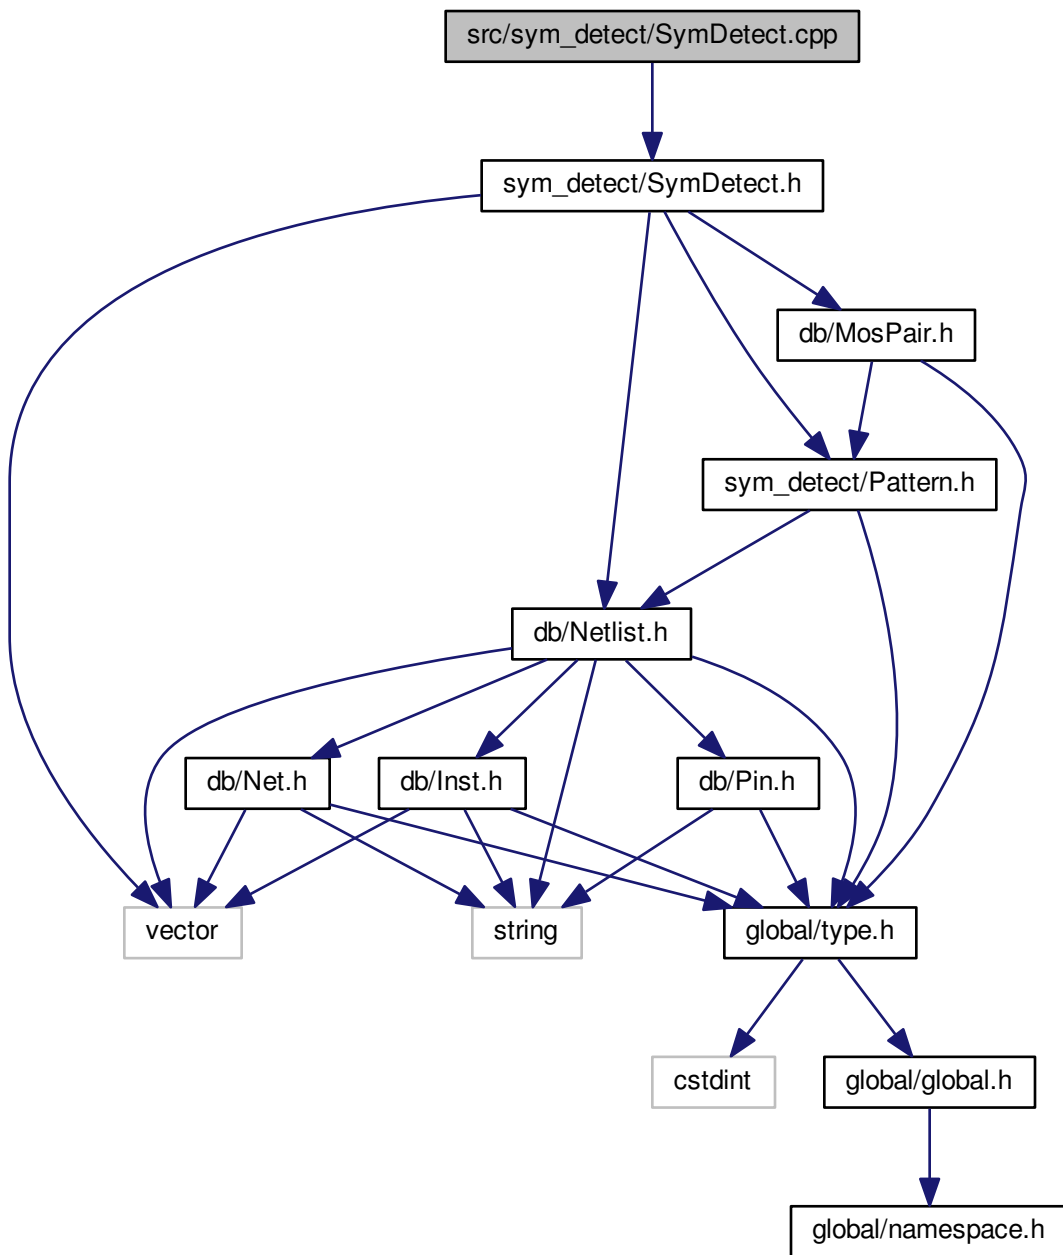 src/sym_detect/SymDetect.cpp
sym_detect/SymDetect.h
db/MosPair.h
sym_detect/Pattern.h
db/Netlist.h
db/Net.h
db/Inst.h
db/Pin.h
vector
string
global/type.h
cstdint
global/global.h
global/namespace.h